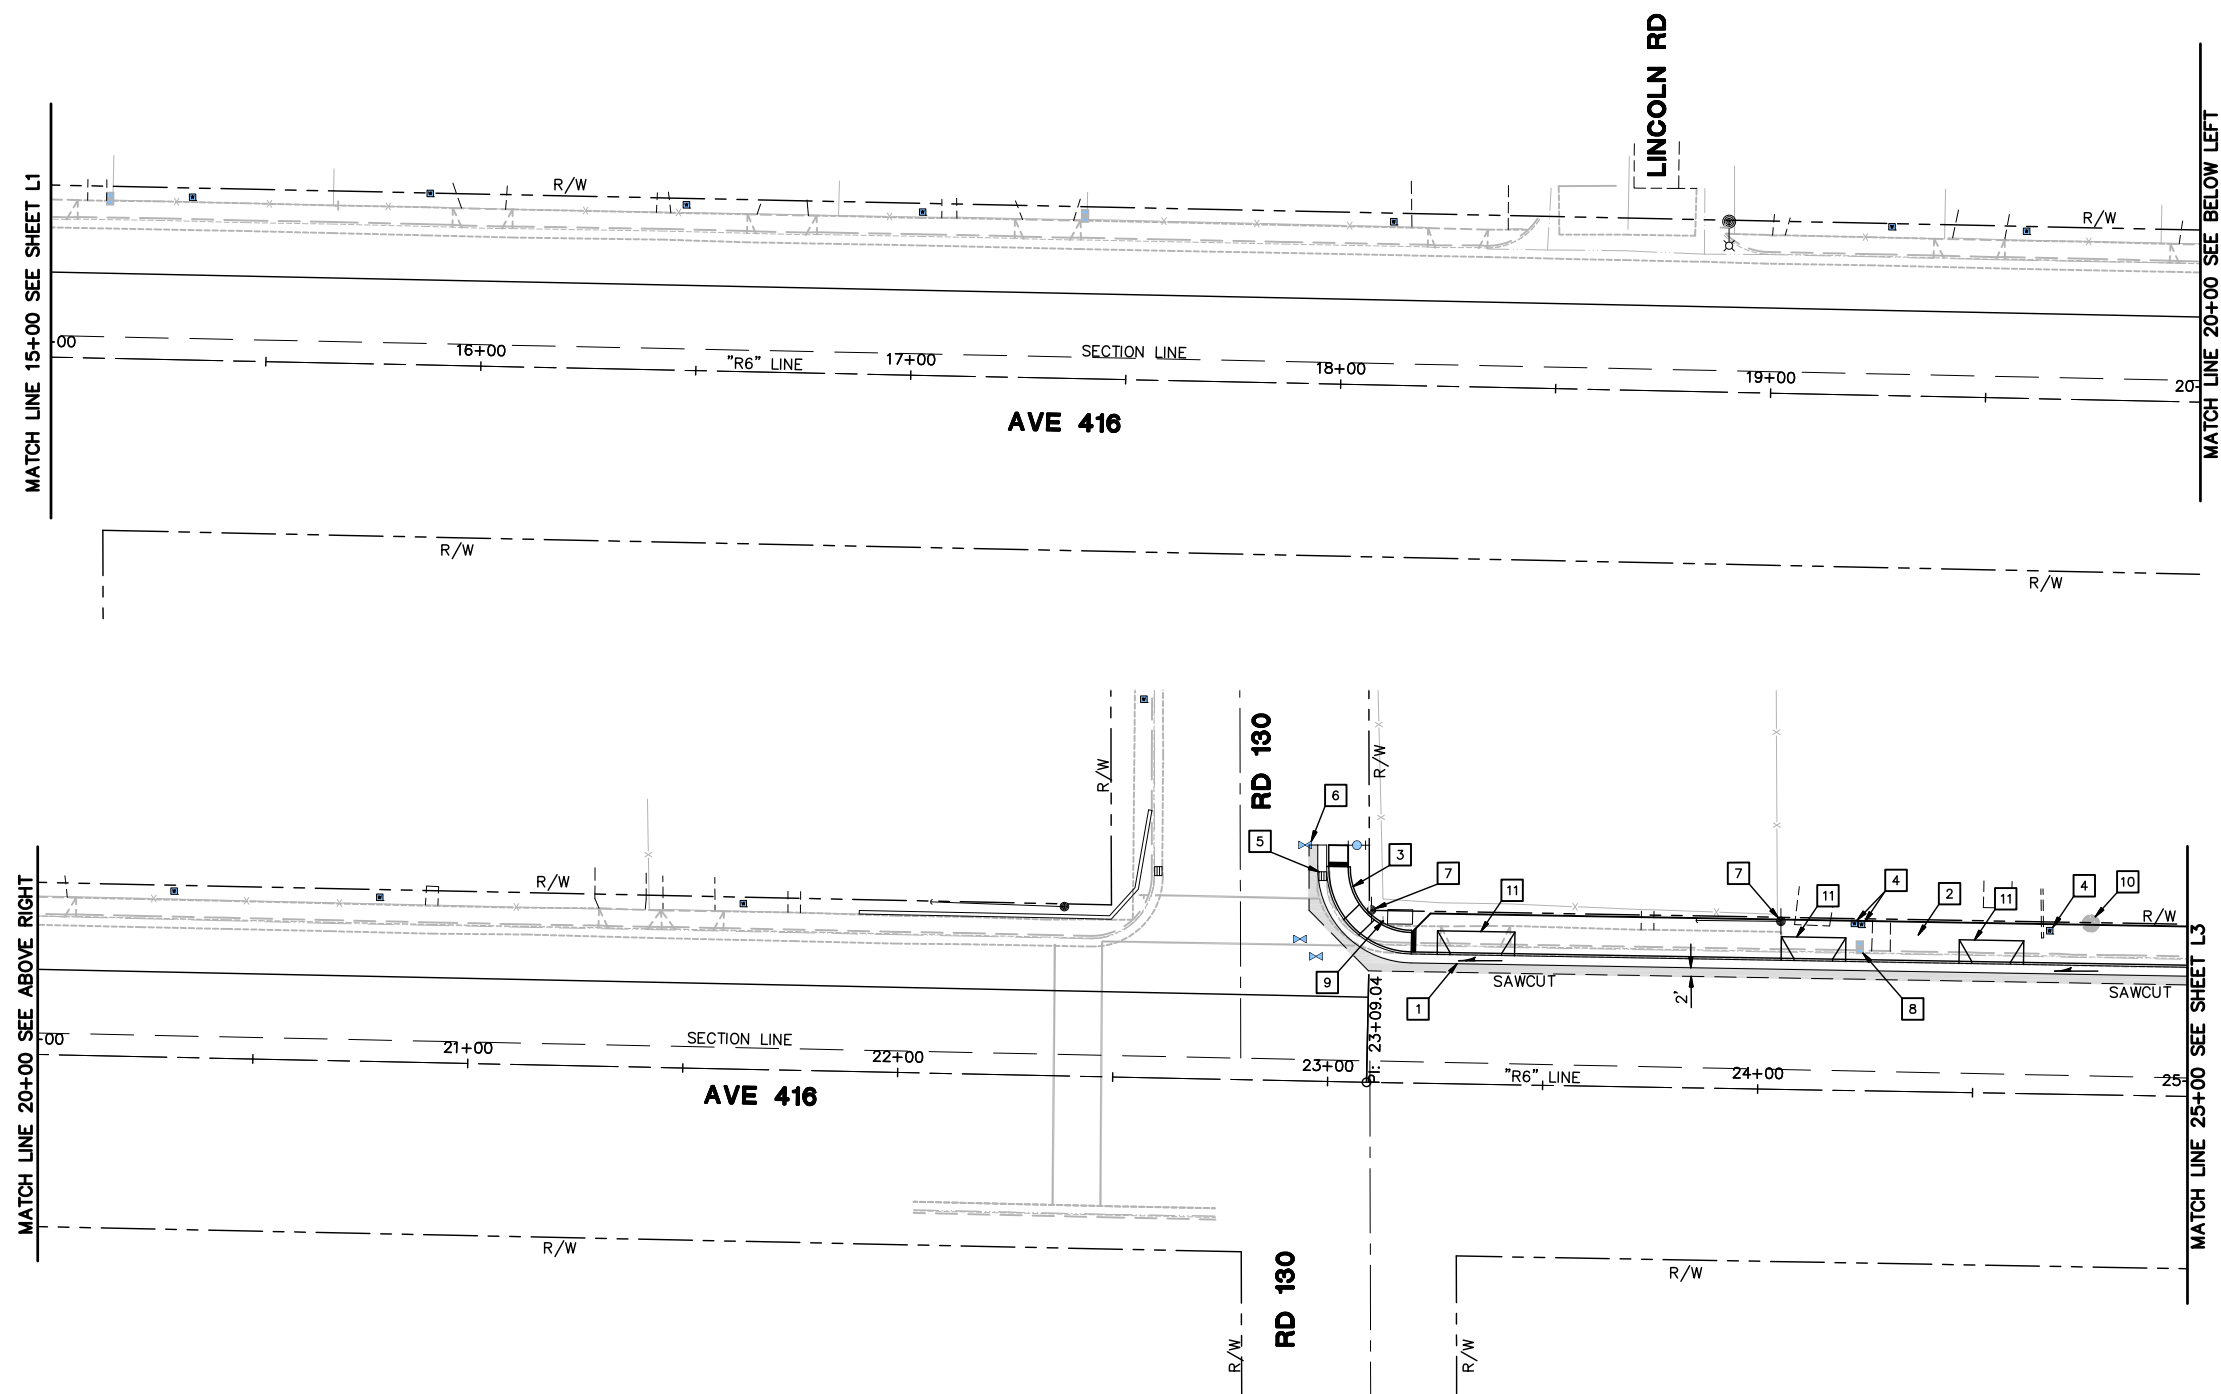 LINCOLN RD
MATCH LINE 15+00 SEE SHEET L1
R/W
R/W
MATCH LINE 20+00 SEE BELOW LEFT
00
16+00
"R6" LINE
17+00
SECTION LINE
18+00
19+00
20
AVE 416
R/W
R/W
RD 130
R/W
R/W
6
5
3
7
11
7
11
4
2
11
4
10
R/W
R/W
9
1
SAWCUT
2'
8
SAWCUT
MATCH LINE 20+00 SEE ABOVE RIGHT
MATCH LINE 25+00 SEE SHEET L3
00
21+00
SECTION LINE
22+00
23+00
PI: 23+09.04
"R6" LINE
24+00
25
AVE 416
R/W
RD 130
R/W
R/W
R/W